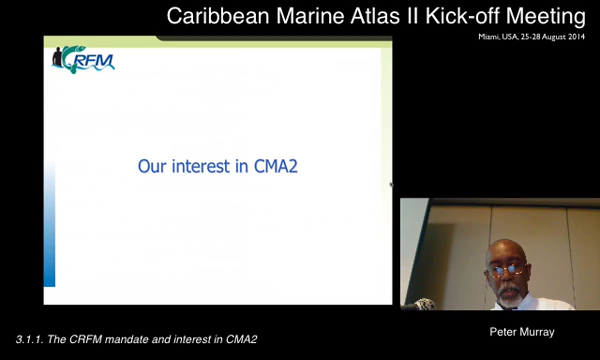 Caribbean Marine Atlas II Kick-off Meeting
Miami, USA, 25-28 August 2014
CRFM
Our interest in CMA2
Peter Murray
3.1.1. The CRFM mandate and interest in CMA2